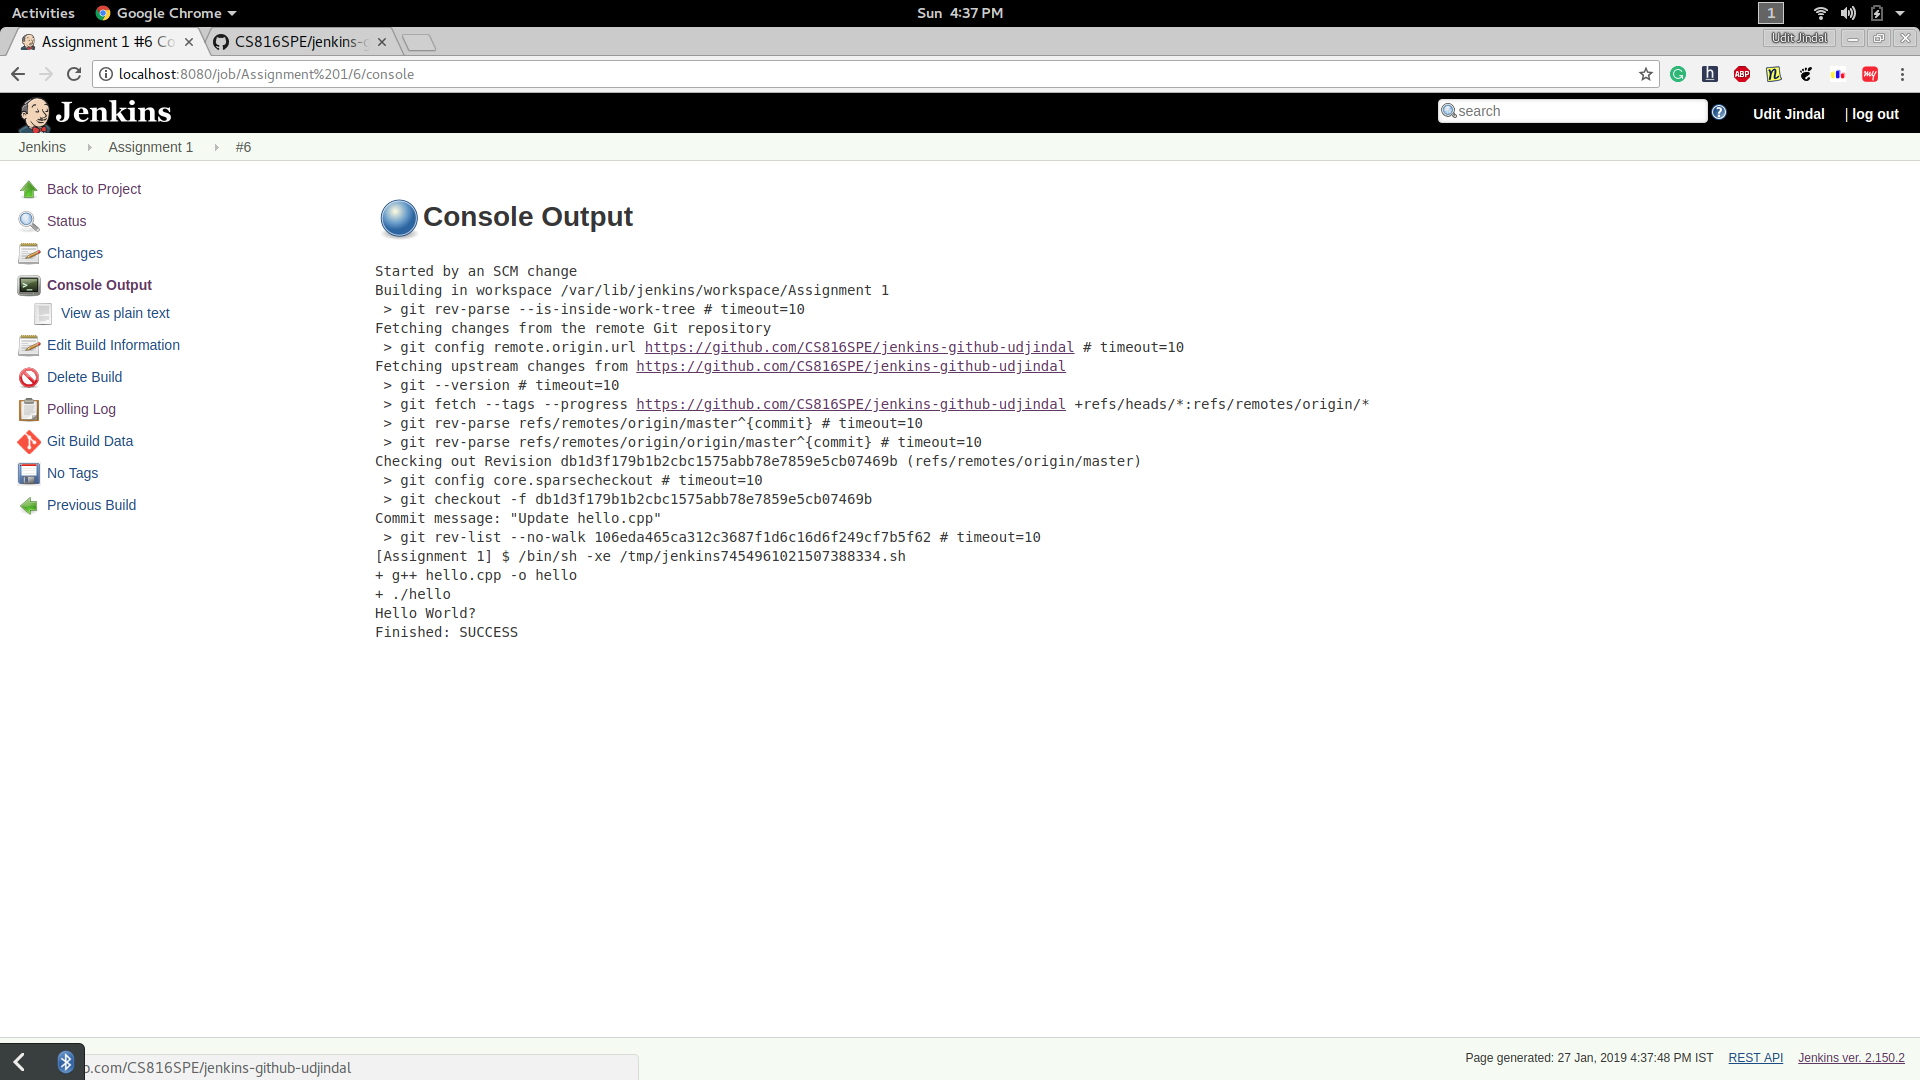 Activities Google Chrome Sun 4:37 PM 1
Assignment 1 #6 Co CS816SPE/jenkins-g Udit Jindal
localhost:8080/job/Assignment%201/6/console
Jenkins search Udit Jindal | log out
Jenkins Assignment 1 #6
Back to Project
Status
Changes
Console Output
View as plain text
Edit Build Information
Delete Build
Polling Log
Git Build Data
No Tags
Previous Build
Console Output
Started by an SCM change
Building in workspace /var/lib/jenkins/workspace/Assignment 1
 > git rev-parse --is-inside-work-tree # timeout=10
Fetching changes from the remote Git repository
 > git config remote.origin.url https://github.com/CS816SPE/jenkins-github-udjindal # timeout=10
Fetching upstream changes from https://github.com/CS816SPE/jenkins-github-udjindal
 > git --version # timeout=10
 > git fetch --tags --progress https://github.com/CS816SPE/jenkins-github-udjindal +refs/heads/*:refs/remotes/origin/*
 > git rev-parse refs/remotes/origin/master^{commit} # timeout=10
 > git rev-parse refs/remotes/origin/origin/master^{commit} # timeout=10
Checking out Revision db1d3f179b1b2cbc1575abb78e7859e5cb07469b (refs/remotes/origin/master)
 > git config core.sparsecheckout # timeout=10
 > git checkout -f db1d3f179b1b2cbc1575abb78e7859e5cb07469b
Commit message: "Update hello.cpp"
 > git rev-list --no-walk 106eda465ca312c3687f1d6c16d6f249cf7b5f62 # timeout=10
[Assignment 1] $ /bin/sh -xe /tmp/jenkins7454961021507388334.sh
+ g++ hello.cpp -o hello
+ ./hello
Hello World?
Finished: SUCCESS
Page generated: 27 Jan, 2019 4:37:48 PM IST REST API Jenkins ver. 2.150.2
o.com/CS816SPE/jenkins-github-udjindal